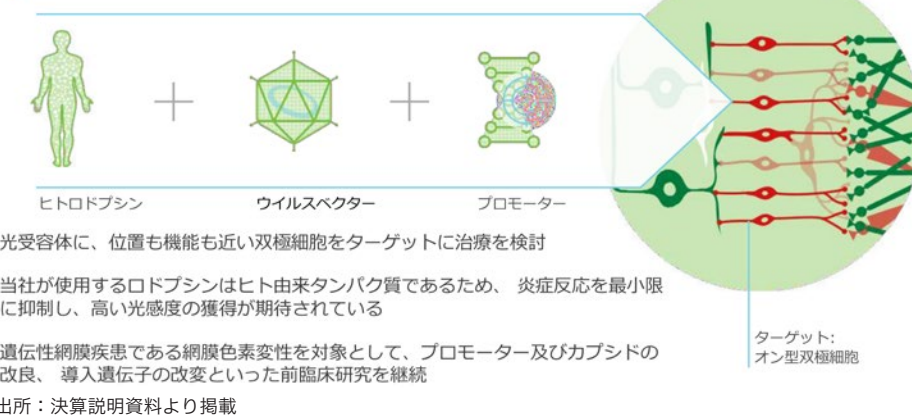 ヒトロドプシン
ウイルスベクター
プロモーター
光受容体に、位置も機能も近い双極細胞をターゲットに治療を検討
当社が使用するロドプシンはヒト由来タンパク質であるため、 炎症反応を最小限
に抑制し、高い光感度の獲得が期待されている
ターゲット:
オン型双極細胞
遺伝性網膜疾患である網膜色素変性を対象として、プロモーター及びカプシドの
改良、 導入遺伝子の改変といった前臨床研究を継続
出所：決算説明資料より掲載